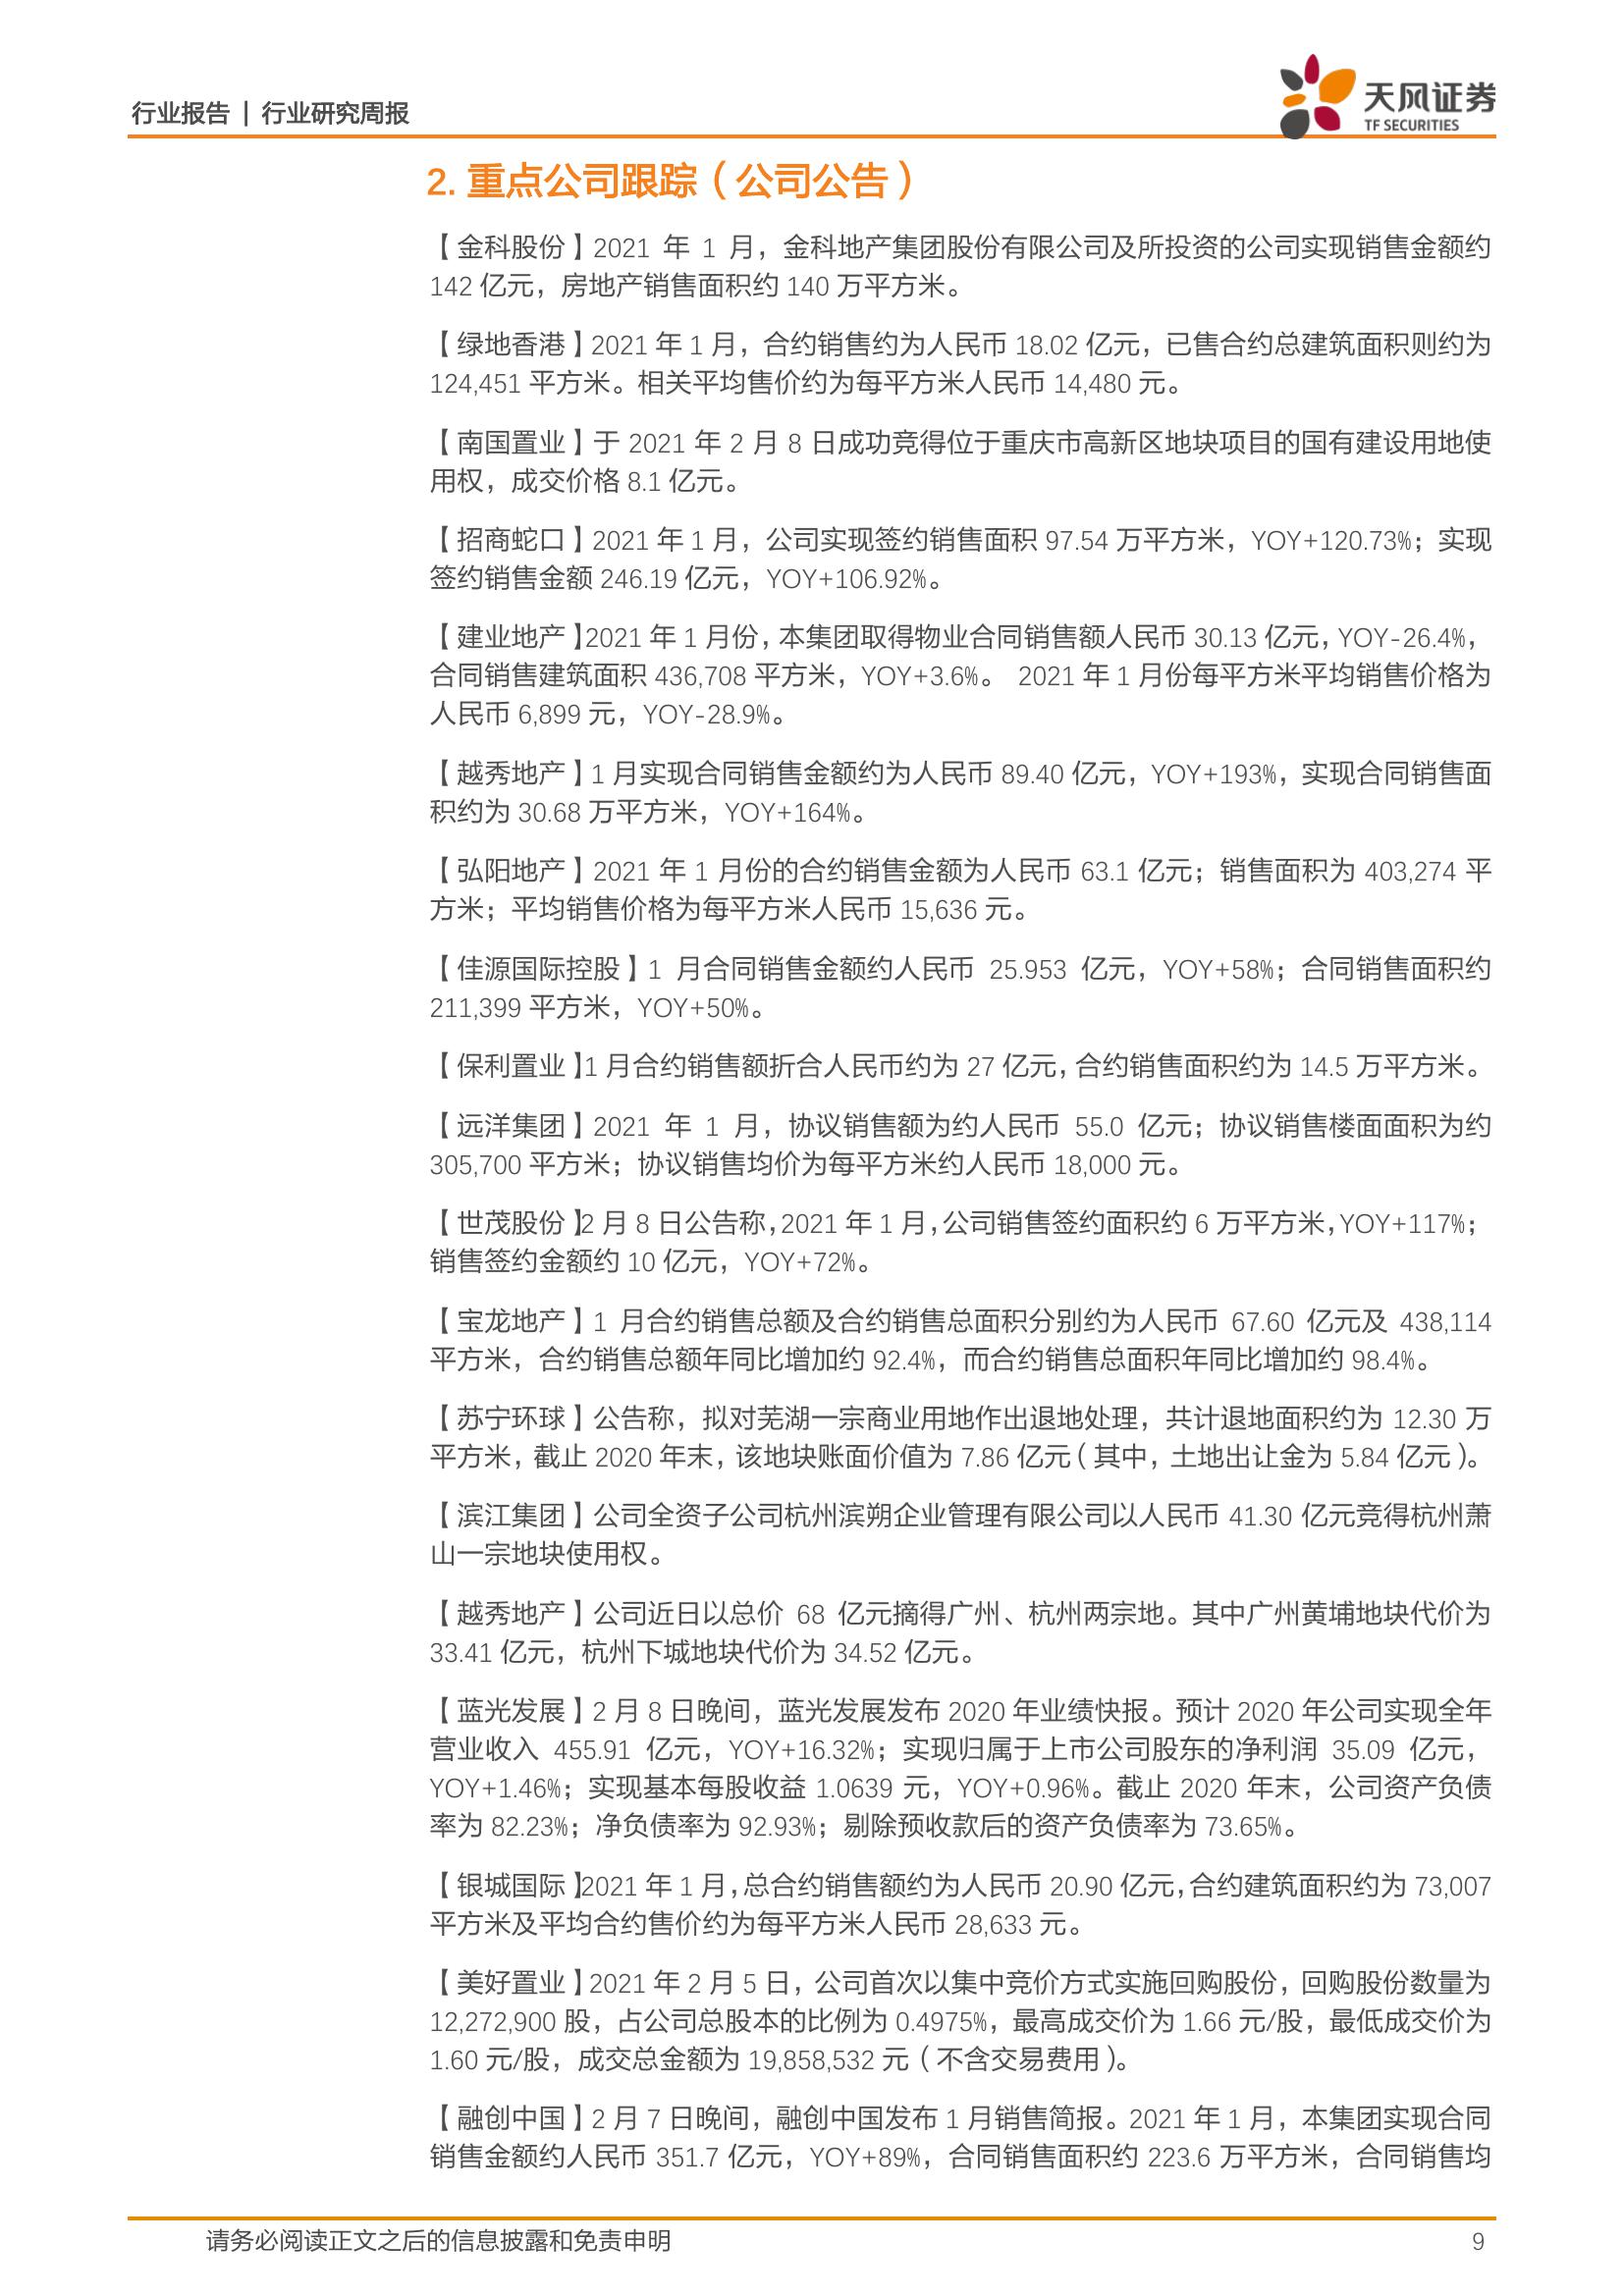 行业报告 | 行业研究周报
天风证券
TF SECURITIES
2. 重点公司跟踪（公司公告）
【金科股份】2021 年 1 月，金科地产集团股份有限公司及所投资的公司实现销售金额约
142 亿元，房地产销售面积约 140 万平方米。
【绿地香港】2021 年 1 月，合约销售约为人民币 18.02 亿元，已售合约总建筑面积则约为
124,451 平方米。相关平均售价约为每平方米人民币 14,480 元。
【南国置业】于 2021 年 2 月 8 日成功竞得位于重庆市高新区地块项目的国有建设用地使
用权，成交价格 8.1 亿元。
【招商蛇口】2021 年 1 月，公司实现签约销售面积 97.54 万平方米，YOY+120.73%；实现
签约销售金额 246.19 亿元，YOY+106.92%。
【建业地产】2021 年 1 月份，本集团取得物业合同销售额人民币 30.13 亿元，YOY-26.4%，
合同销售建筑面积 436,708 平方米，YOY+3.6%。 2021 年 1 月份每平方米平均销售价格为
人民币 6,899 元，YOY-28.9%。
【越秀地产】1 月实现合同销售金额约为人民币 89.40 亿元，YOY+193%，实现合同销售面
积约为 30.68 万平方米，YOY+164%。
【弘阳地产】2021 年 1 月份的合约销售金额为人民币 63.1 亿元；销售面积为 403,274 平
方米；平均销售价格为每平方米人民币 15,636 元。
【佳源国际控股】1 月合同销售金额约人民币 25.953 亿元，YOY+58%；合同销售面积约
211,399 平方米，YOY+50%。
【保利置业】1 月合约销售额折合人民币约为 27 亿元，合约销售面积约为 14.5 万平方米。
【远洋集团】2021 年 1 月，协议销售额为约人民币 55.0 亿元；协议销售楼面面积为约
305,700 平方米；协议销售均价为每平方米约人民币 18,000 元。
【世茂股份】2 月 8 日公告称，2021 年 1 月，公司销售签约面积约 6 万平方米，YOY+117%；
销售签约金额约 10 亿元，YOY+72%。
【宝龙地产】1 月合约销售总额及合约销售总面积分别约为人民币 67.60 亿元及 438,114
平方米，合约销售总额年同比增加约 92.4%，而合约销售总面积年同比增加约 98.4%。
【苏宁环球】公告称，拟对芜湖一宗商业用地作出退地处理，共计退地面积约为 12.30 万
平方米，截止 2020 年末，该地块账面价值为 7.86 亿元（其中，土地出让金为 5.84 亿元）。
【滨江集团】公司全资子公司杭州滨朔企业管理有限公司以人民币 41.30 亿元竞得杭州萧
山一宗地块使用权。
【越秀地产】公司近日以总价 68 亿元摘得广州、杭州两宗地。其中广州黄埔地块代价为
33.41 亿元，杭州下城地块代价为 34.52 亿元。
【蓝光发展】2 月 8 日晚间，蓝光发展发布 2020 年业绩快报。预计 2020 年公司实现全年
营业收入 455.91 亿元，YOY+16.32%；实现归属于上市公司股东的净利润 35.09 亿元，
YOY+1.46%；实现基本每股收益 1.0639 元，YOY+0.96%。截止 2020 年末，公司资产负债
率为 82.23%；净负债率为 92.93%；剔除预收款后的资产负债率为 73.65%。
【银城国际】2021 年 1 月，总合约销售额约为人民币 20.90 亿元，合约建筑面积约为 73,007
平方米及平均合约售价约为每平方米人民币 28,633 元。
【美好置业】2021 年 2 月 5 日，公司首次以集中竞价方式实施回购股份，回购股份数量为
12,272,900 股，占公司总股本的比例为 0.4975%，最高成交价为 1.66 元/股，最低成交价为
1.60 元/股，成交总金额为 19,858,532 元（不含交易费用）。
【融创中国】2 月 7 日晚间，融创中国发布 1 月销售简报。2021 年 1 月，本集团实现合同
销售金额约人民币 351.7 亿元，YOY+89%，合同销售面积约 223.6 万平方米，合同销售均
请务必阅读正文之后的信息披露和免责申明
9